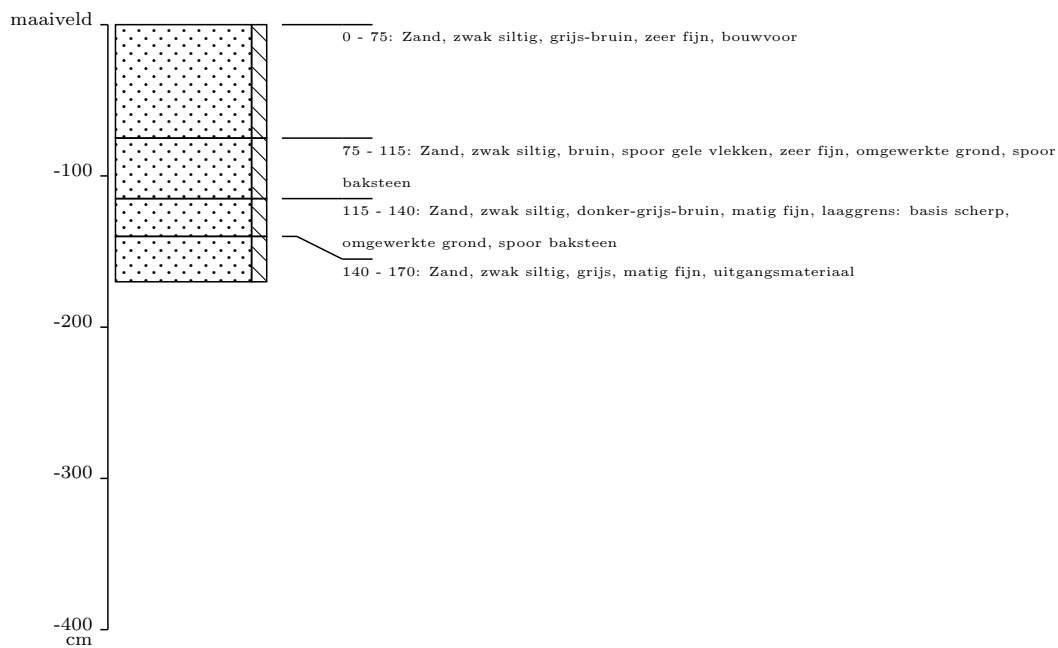 maaiveld
0 - 75: Zand, zwak siltig, grijs-bruin, zeer fijn, bouwvoor
75 - 115: Zand, zwak siltig, bruin, spoor gele vlekken, zeer fijn, omgewerkte grond, spoor
baksteen
-100
115 - 140: Zand, zwak siltig, donker-grijs-bruin, matig fijn, laaggrens: basis scherp,
omgewerkte grond, spoor baksteen
140 - 170: Zand, zwak siltig, grijs, matig fijn, uitgangsmateriaal
-200
-300
-400
cm